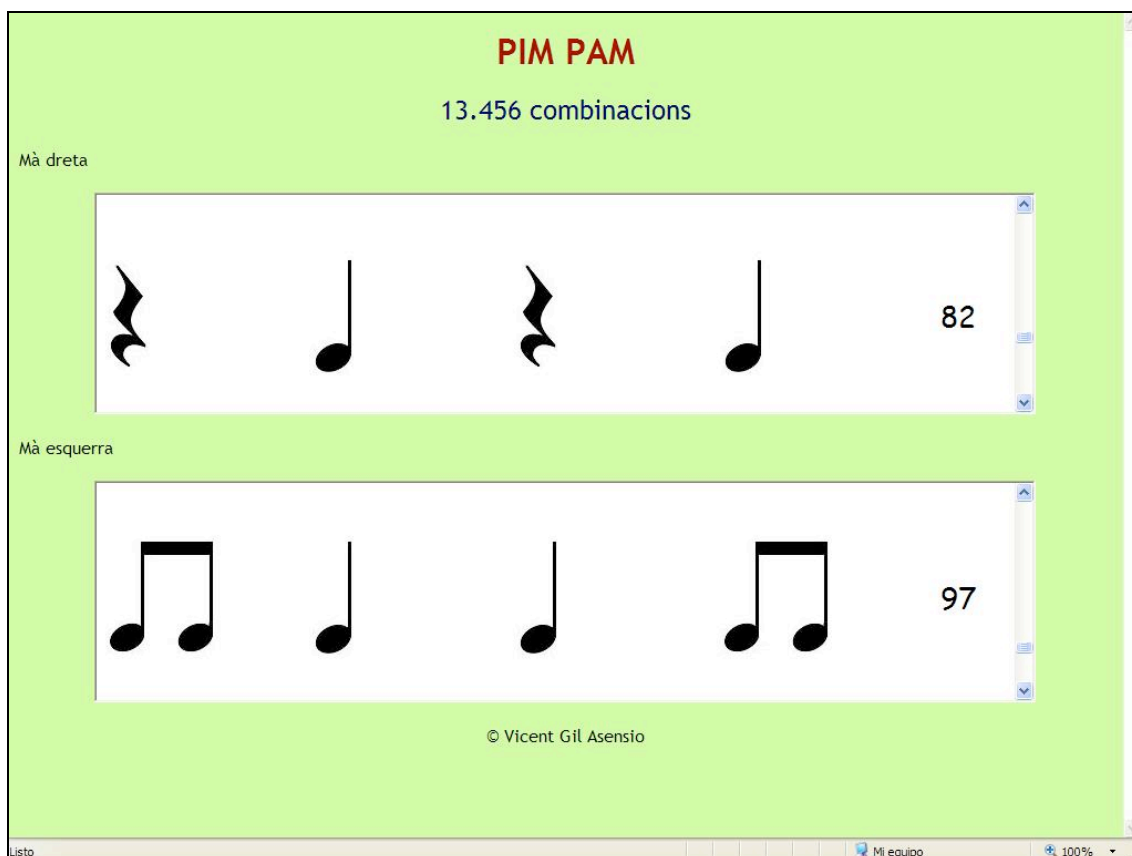 PIM PAM
13.456 combinacions
Mà dreta
82
Mà esquerra
97
© Vicent Gil Asensio
Listo
Mi equipo
100%